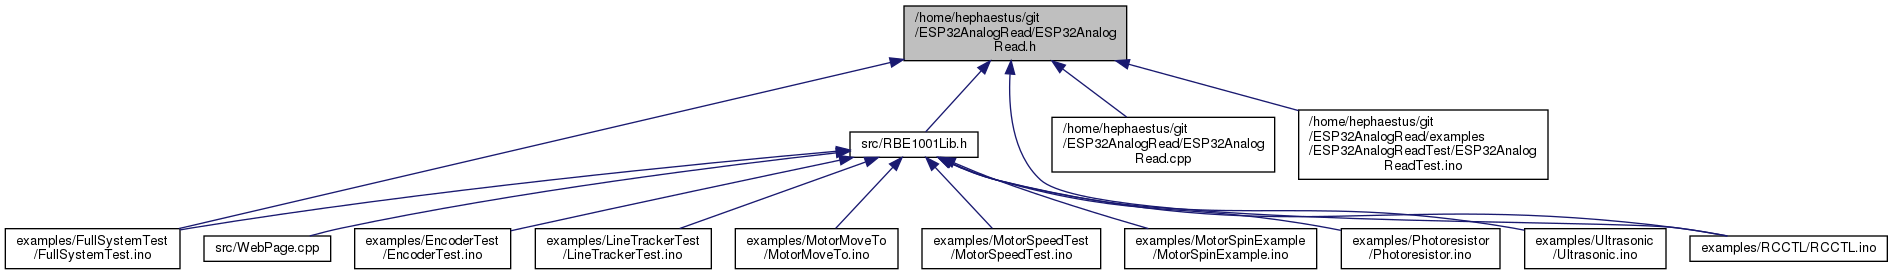 /home/hephaestus/git
/ESP32AnalogRead/ESP32Analog
Read.h
src/RBE1001Lib.h
/home/hephaestus/git
/ESP32AnalogRead/ESP32Analog
Read.cpp
/home/hephaestus/git
/ESP32AnalogRead/examples
/ESP32AnalogReadTest/ESP32Analog
ReadTest.ino
examples/FullSystemTest
/FullSystemTest.ino
src/WebPage.cpp
examples/EncoderTest
/EncoderTest.ino
examples/LineTrackerTest
/LineTrackerTest.ino
examples/MotorMoveTo
/MotorMoveTo.ino
examples/MotorSpeedTest
/MotorSpeedTest.ino
examples/MotorSpinExample
/MotorSpinExample.ino
examples/Photoresistor
/Photoresistor.ino
examples/Ultrasonic
/Ultrasonic.ino
examples/RCCTL/RCCTL.ino